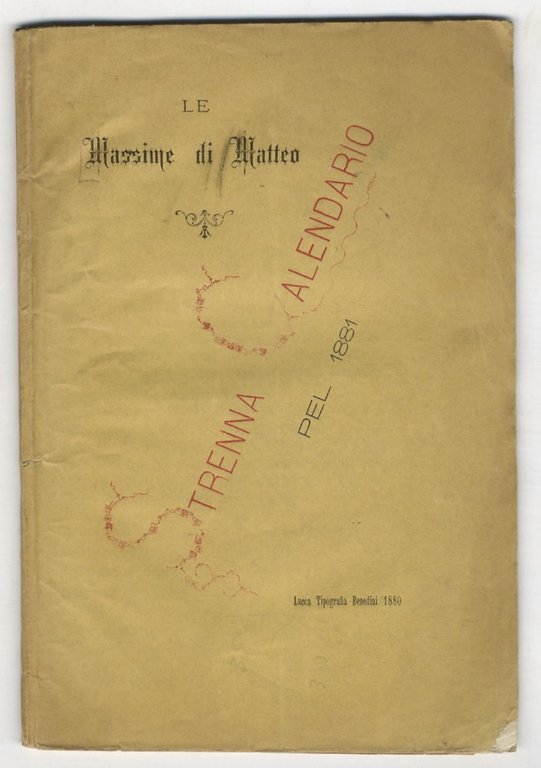 LE
Massime di Matteo
STRENNA CALENDARIO
PEL 1881
Lucca Tipografia Benedini 1880